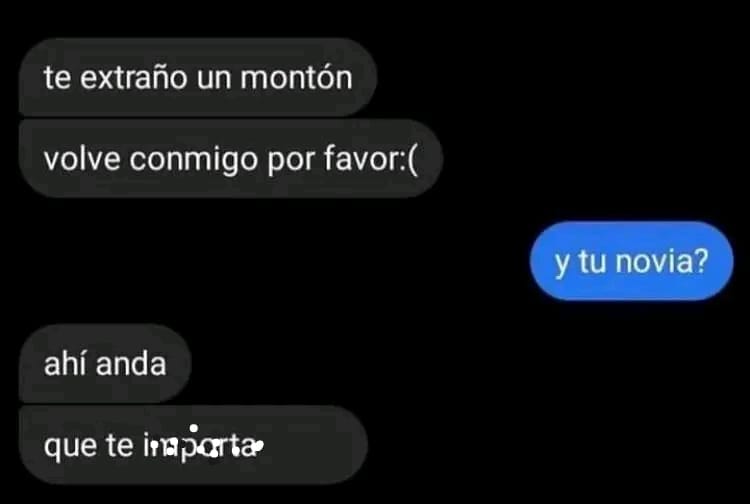 te extraño un montón
volve conmigo por favor:(
y tu novia?
ahí anda
que te importa